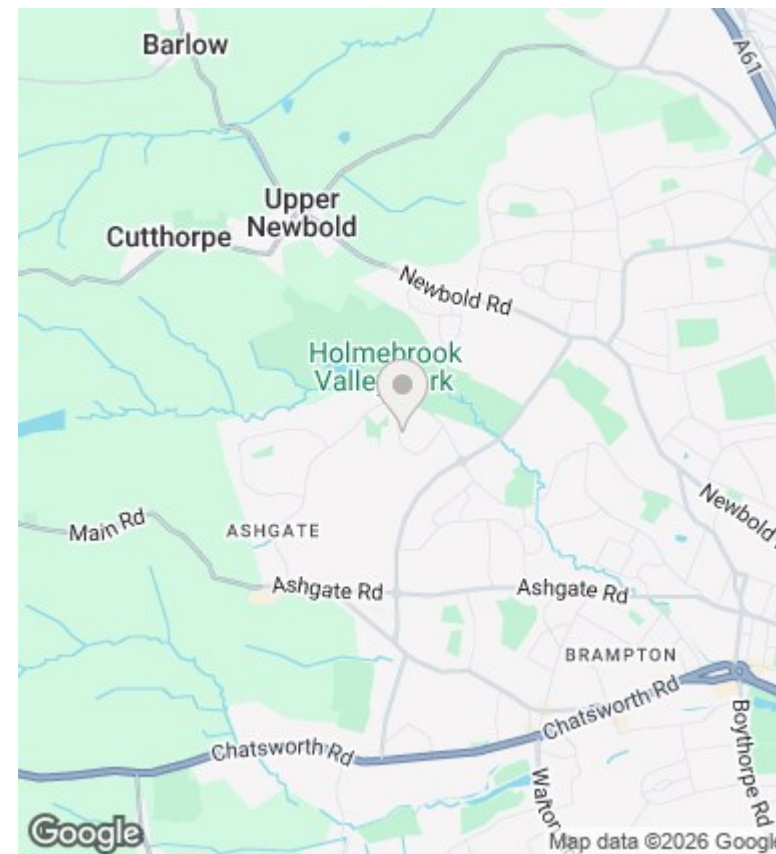 Barlow
A61
Upper
Newbold
Cutthorpe
Newbold Rd
Holmebrook
Valley Park
Main Rd
ASHGATE
Newbold
Ashgate Rd
Ashgate Rd
BRAMPTON
Chatsworth Rd
Chatsworth Rd
Boythorpe Rd
Walton
Google
Map data ©2026 Google